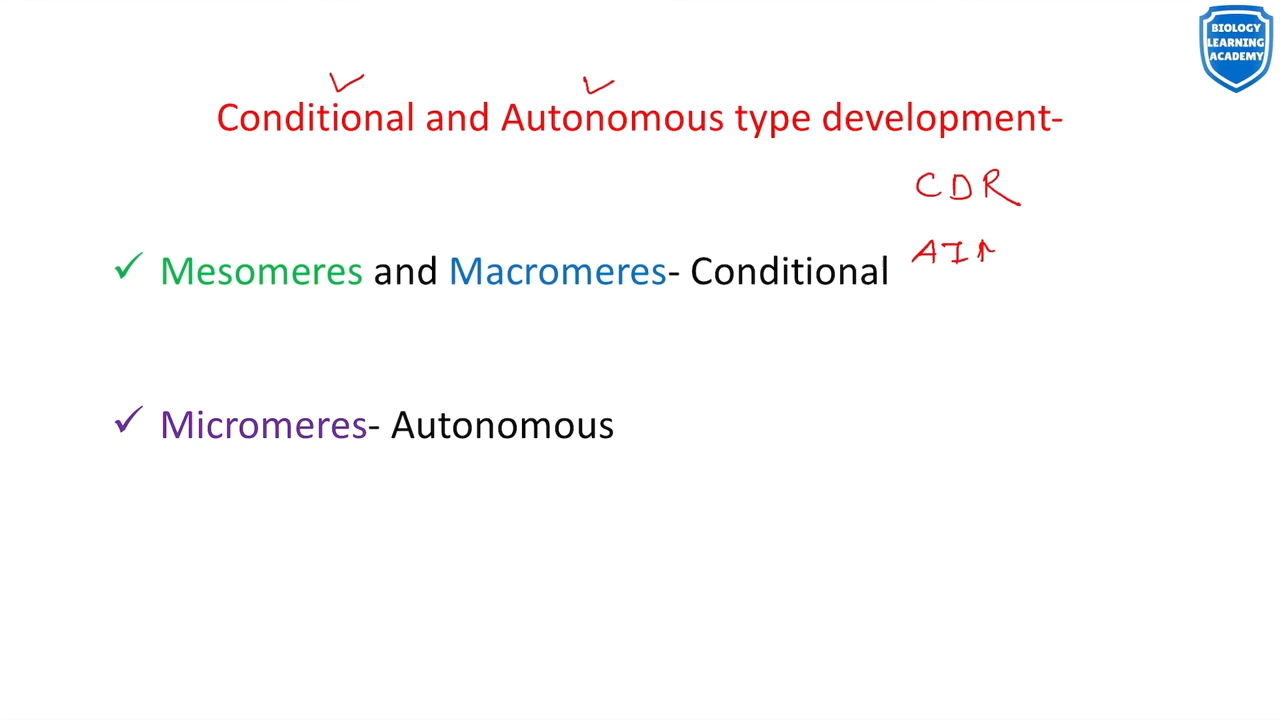 BIOLOGY
LEARNING
ACADEMY
Conditional and Autonomous type development-
CDR
Mesomeres and Macromeres- Conditional
Micromeres- Autonomous